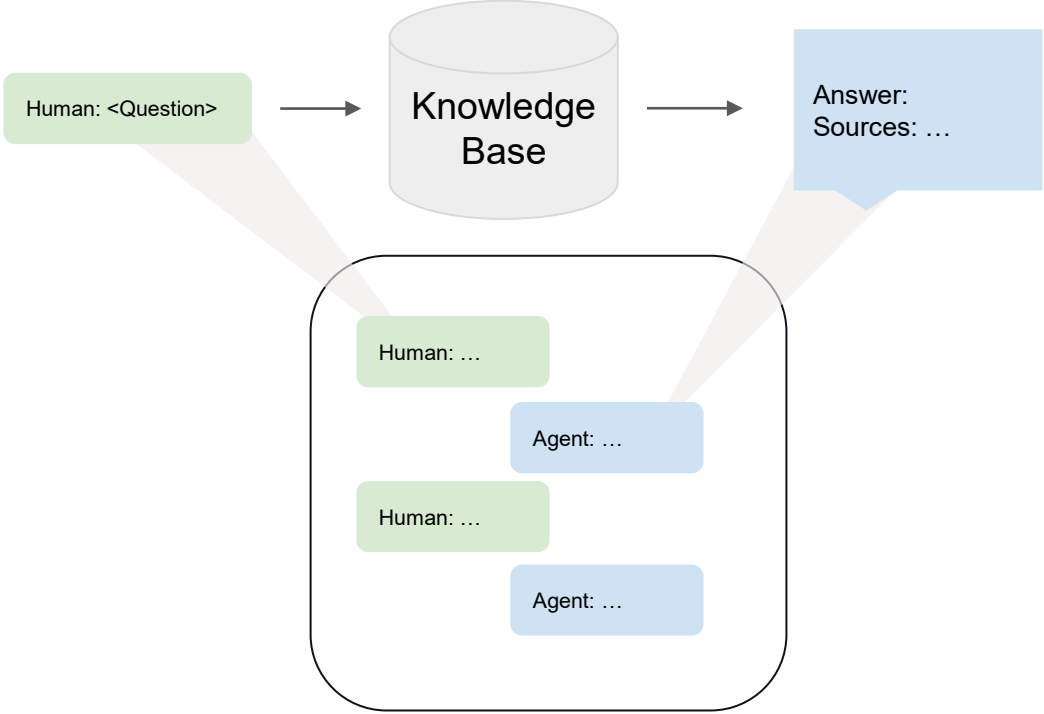 Human: <Question>
Knowledge
Base
Answer:
Sources: …
Human: …
Agent: …
Human: …
Agent: …